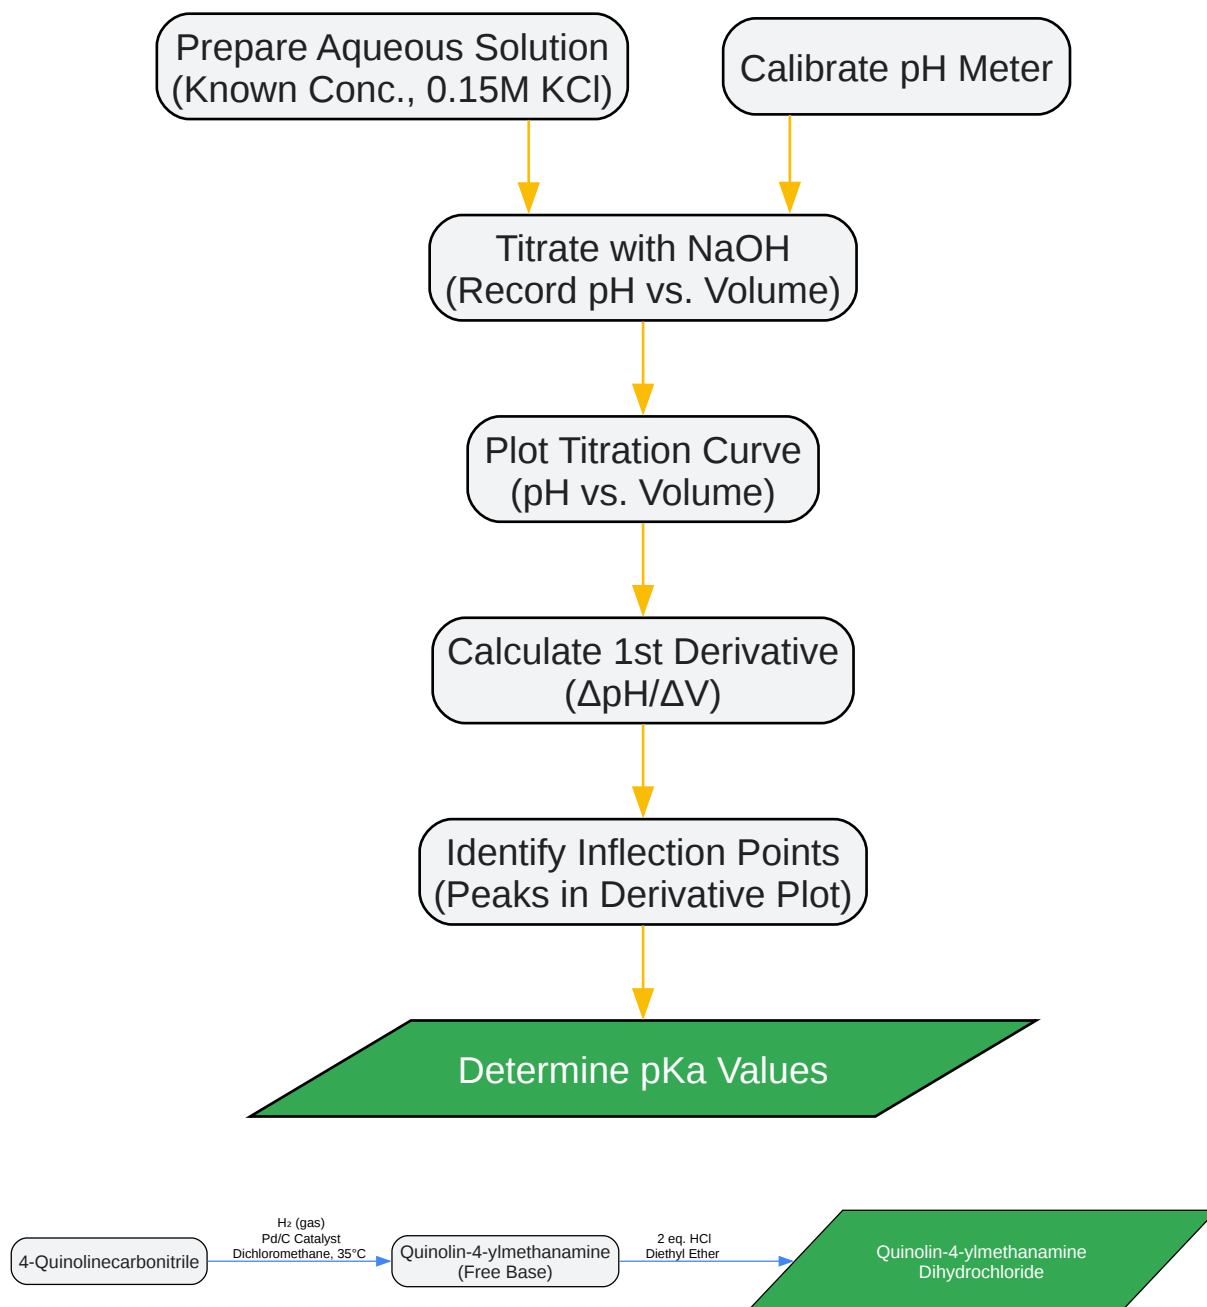 Prepare Aqueous Solution
(Known Conc., 0.15M KCl)
Calibrate pH Meter
Titrate with NaOH
(Record pH vs. Volume)
Plot Titration Curve
(pH vs. Volume)
Calculate 1st Derivative
(ΔpH/ΔV)
Identify Inflection Points
(Peaks in Derivative Plot)
Determine pKa Values
4-Quinolinecarbonitrile
H₂ (gas)
Pd/C Catalyst
Dichloromethane, 35°C
Quinolin-4-ylmethanamine
(Free Base)
2 eq. HCl
Diethyl Ether
Quinolin-4-ylmethanamine
Dihydrochloride